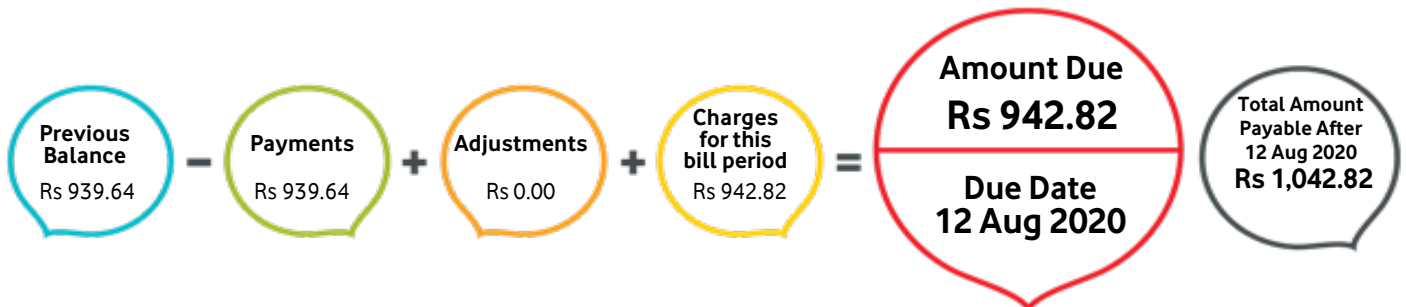 Previous
Balance
Rs 939.64
-
Payments
Rs 939.64
+
Adjustments
Rs 0.00
+
Charges
for this
bill period
Rs 942.82
=
Amount Due
Rs 942.82
Due Date
12 Aug 2020
Total Amount
Payable After
12 Aug 2020
Rs 1,042.82